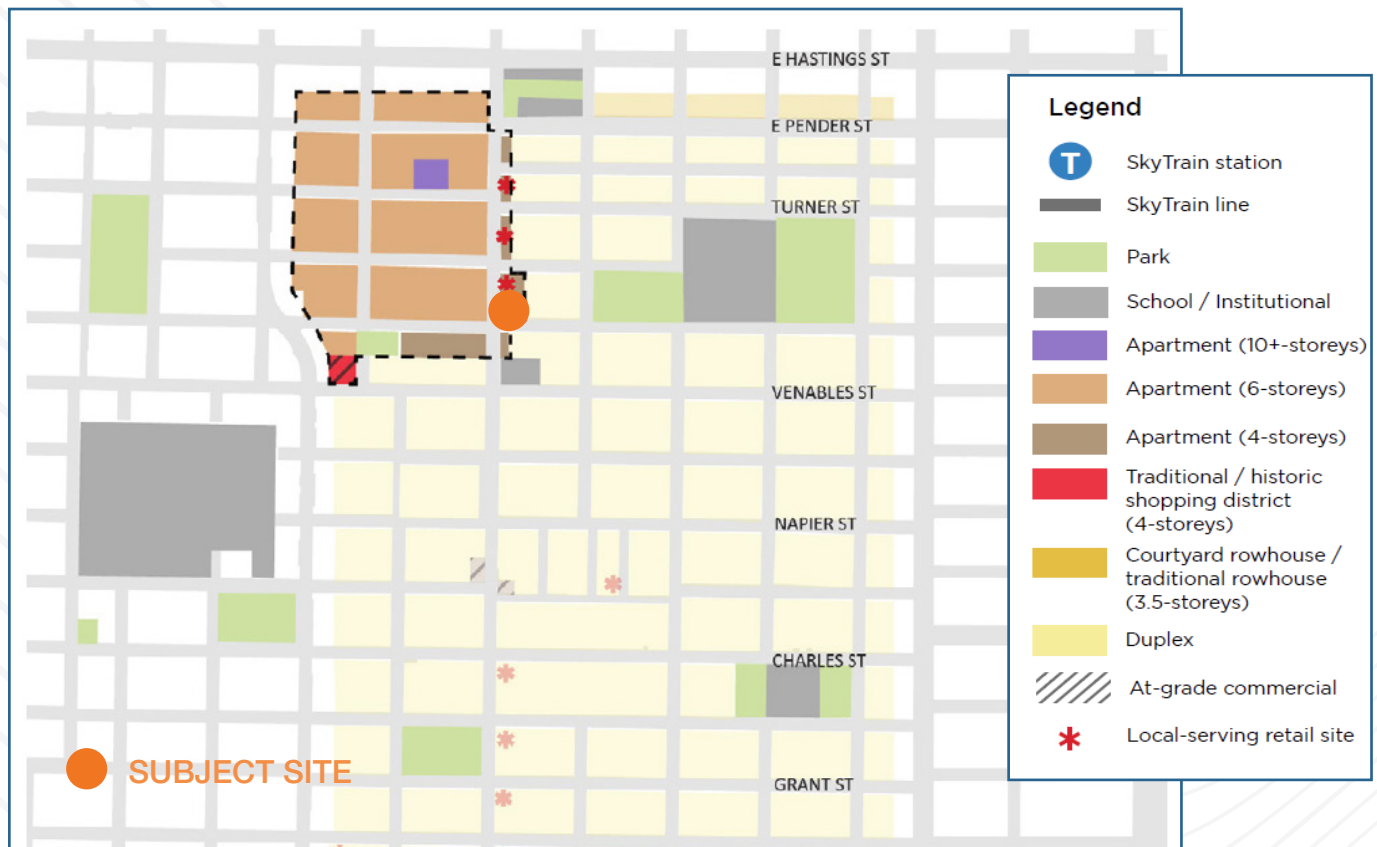 E HASTINGS ST
E PENDER ST
TURNER ST
VENABLES ST
NAPIER ST
CHARLES ST
GRANT ST
SUBJECT SITE
Legend
T
SkyTrain station
SkyTrain line
Park
School / Institutional
Apartment (10+-storeys)
Apartment (6-storeys)
Apartment (4-storeys)
Traditional / historic
shopping district
(4-storeys)
Courtyard rowhouse /
traditional rowhouse
(3.5-storeys)
Duplex
At-grade commercial
Local-serving retail site